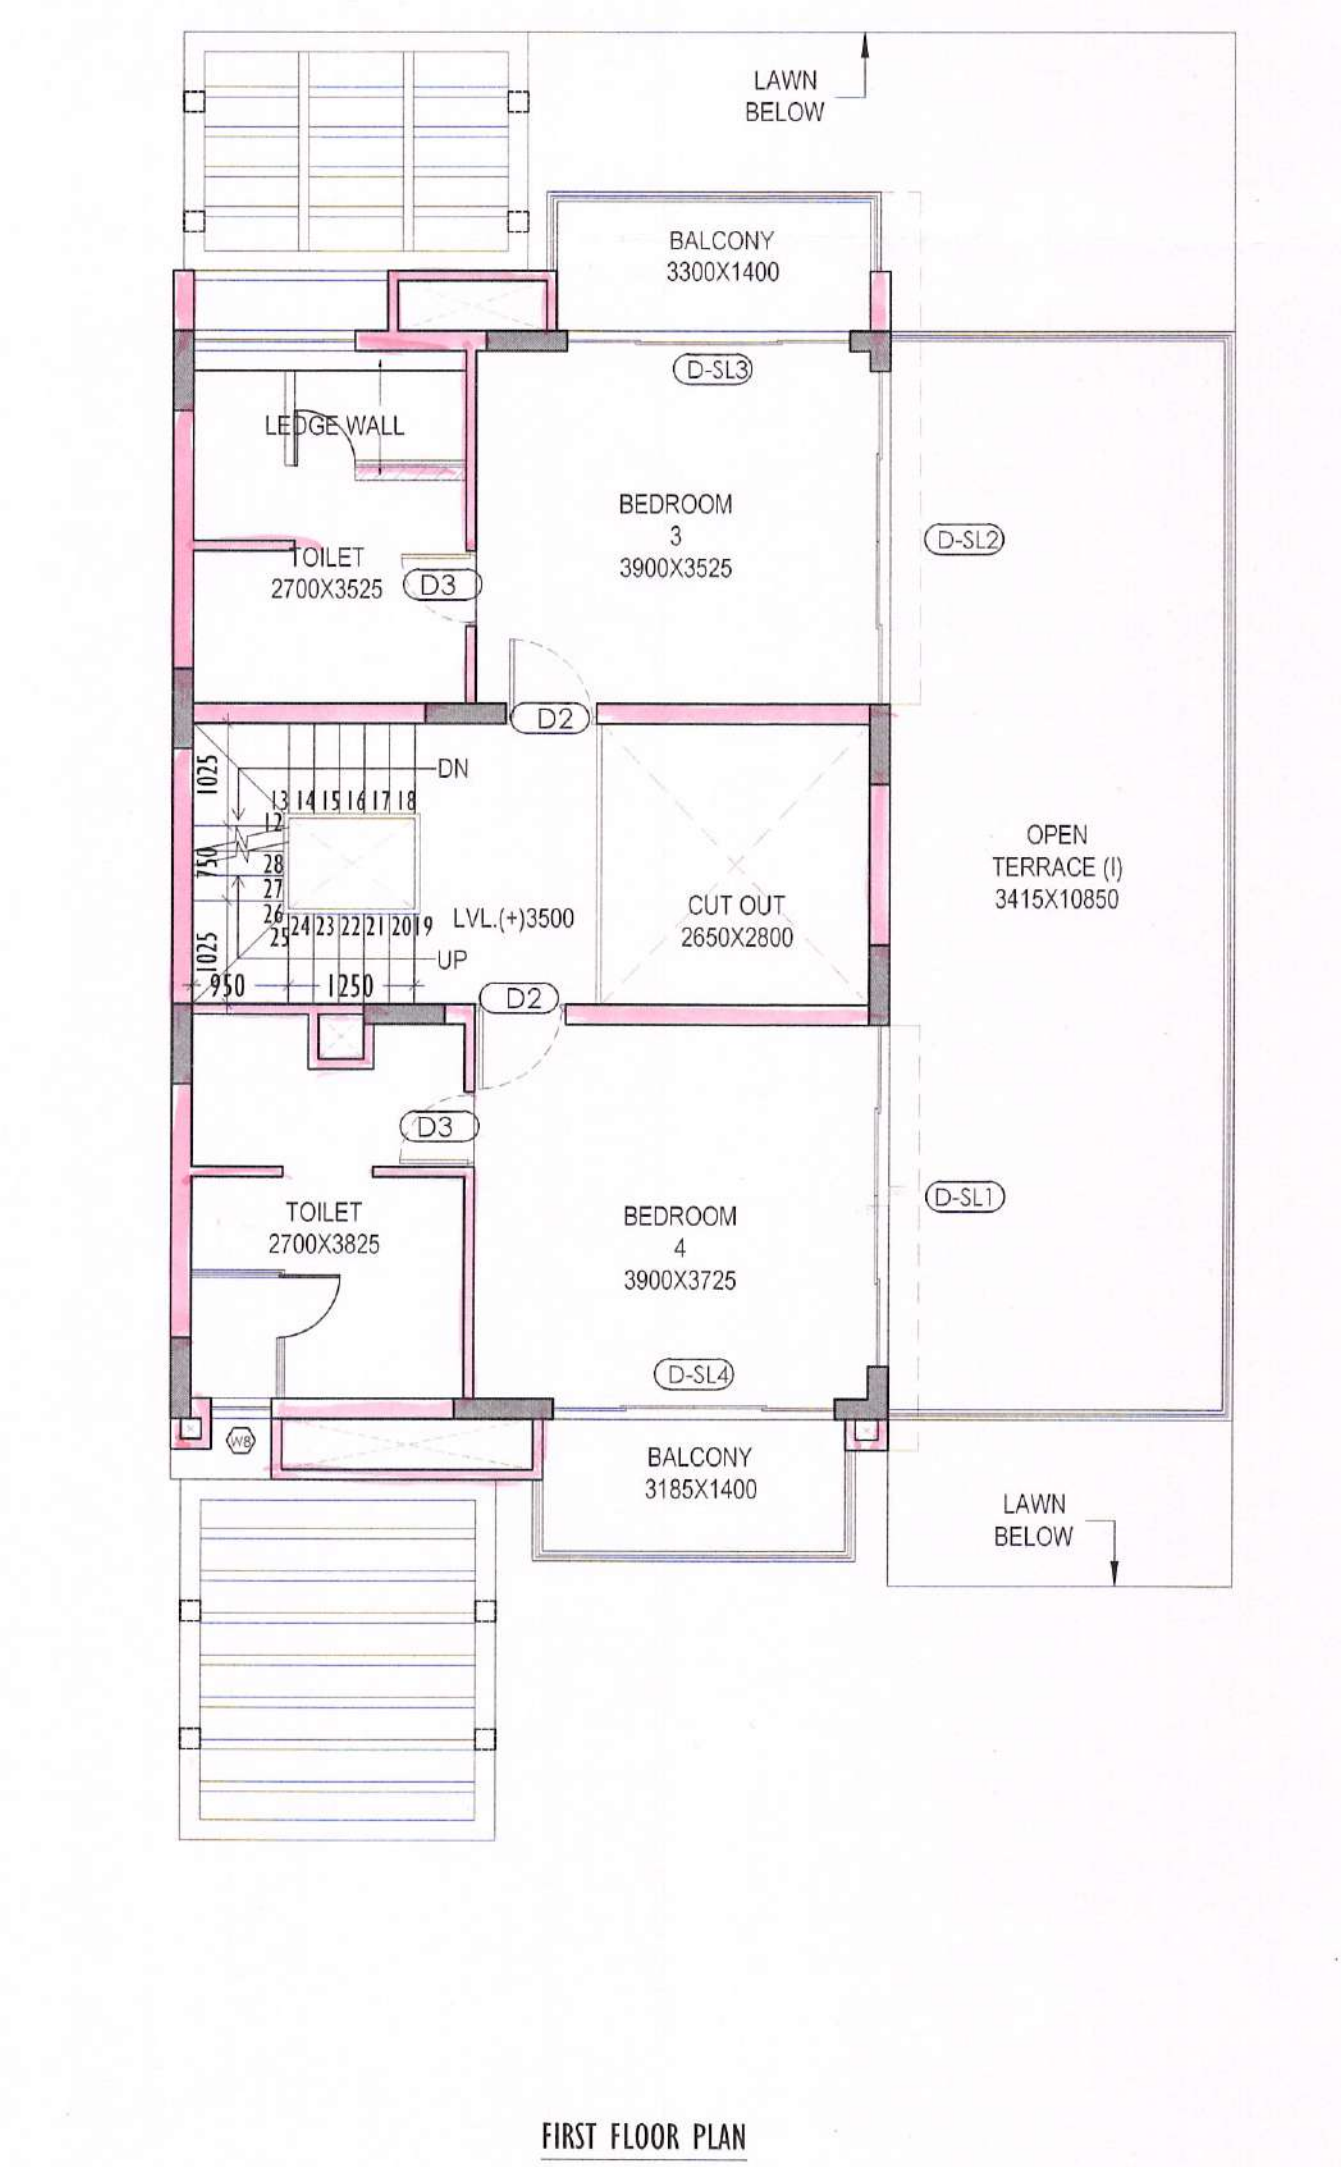 LAWN
BELOW
BALCONY
3300X1400
D-SL3
LEDGE WALL
BEDROOM
3
3900X3525
D-SL2
TOILET
2700X3525
D3
D2
1025
DN
13 14 15 16 17 18
12
750
28
27
26
25
24 23 22 21 20 19
LVL.(+)3500
CUT OUT
2650X2800
OPEN
TERRACE (I)
3415X10850
1025
UP
950
1250
D2
D3
TOILET
2700X3825
BEDROOM
4
3900X3725
D-SL1
D-SL4
W8
BALCONY
3185X1400
LAWN
BELOW
FIRST FLOOR PLAN